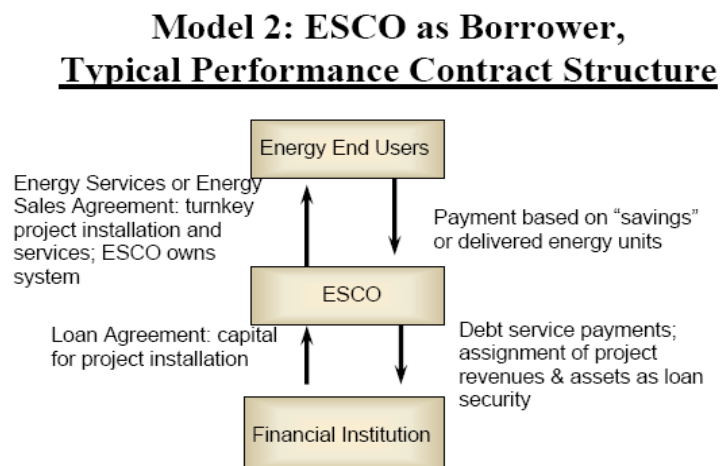 Model 2: ESCO as Borrower,
Typical Performance Contract Structure
Energy End Users
Energy Services or Energy
Sales Agreement: turnkey
project installation and
services; ESCO owns
system
Payment based on “savings”
or delivered energy units
ESCO
Loan Agreement: capital
for project installation
Debt service payments;
assignment of project
revenues & assets as loan
security
Financial Institution